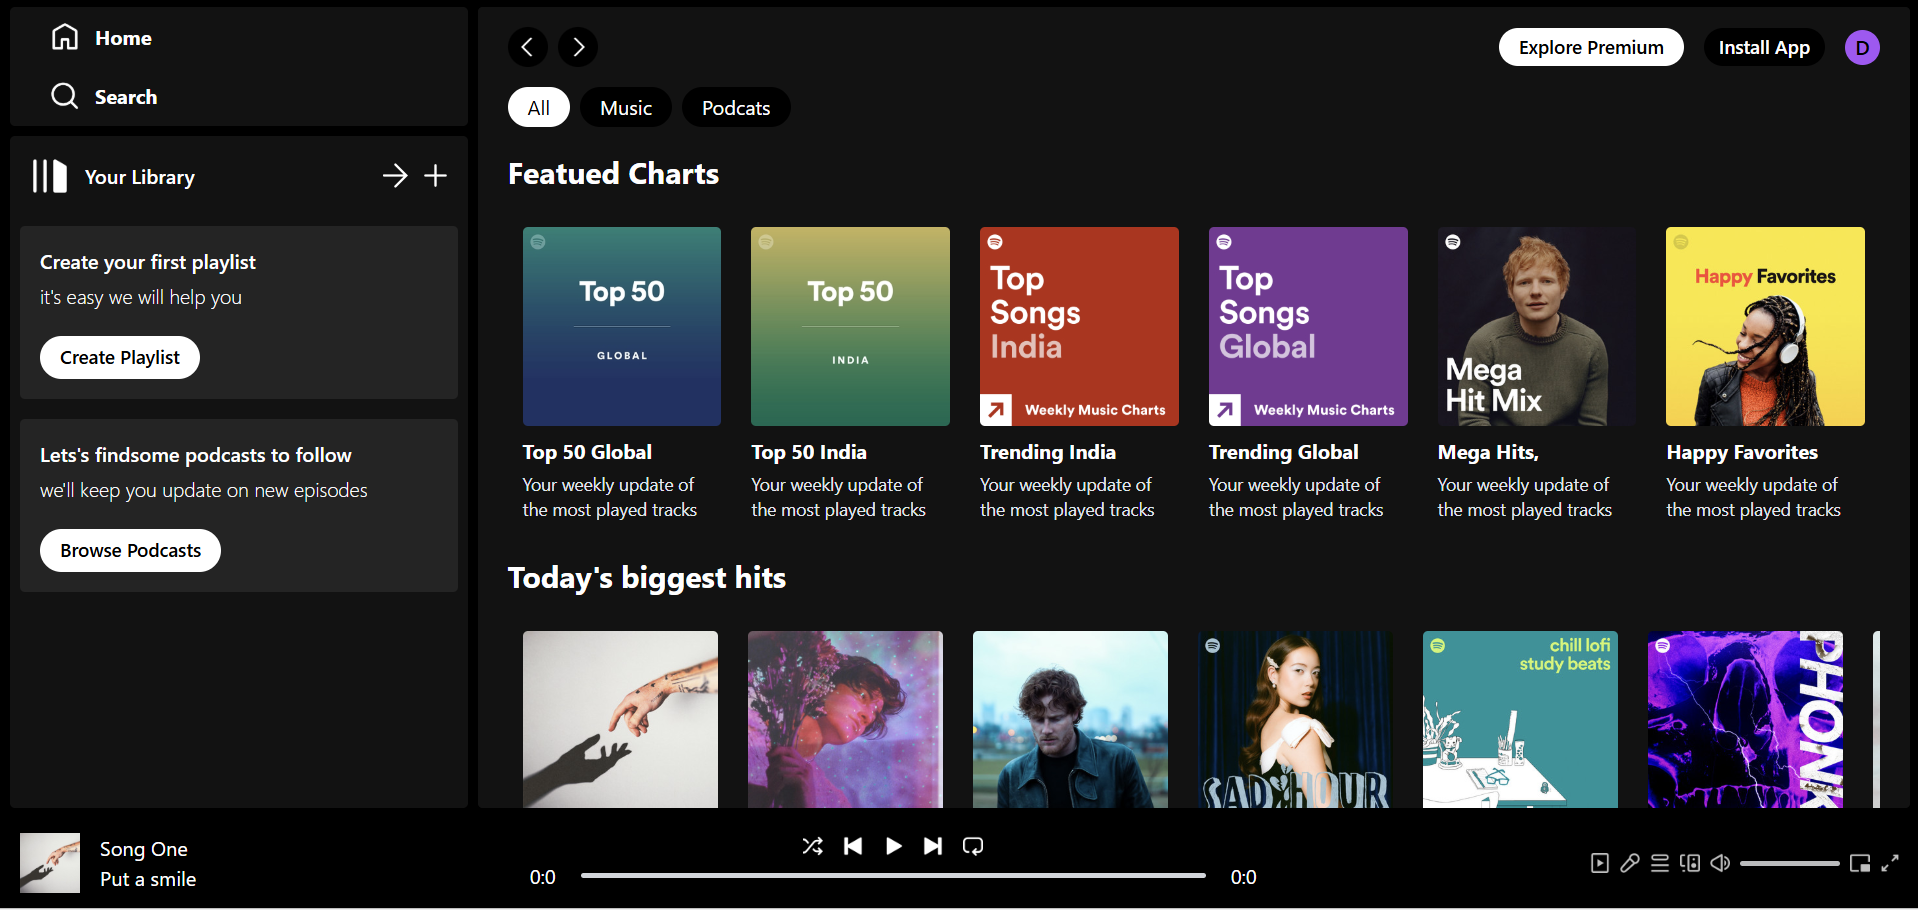 Home
Search
Your Library
Create your first playlist
it's easy we will help you
Create Playlist
Lets's findsome podcasts to follow
we'll keep you update on new episodes
Browse Podcasts
Explore Premium
Install App
D
All
Music
Podcats
Featued Charts
Top 50
GLOBAL
Top 50 Global
Your weekly update of
the most played tracks
Top 50
INDIA
Top 50 India
Your weekly update of
the most played tracks
Top
Songs
India
Weekly Music Charts
Trending India
Your weekly update of
the most played tracks
Top
Songs
Global
Weekly Music Charts
Trending Global
Your weekly update of
the most played tracks
Mega
Hit Mix
Mega Hits,
Your weekly update of
the most played tracks
Happy Favorites
Happy Favorites
Your weekly update of
the most played tracks
Today's biggest hits
SAD HOUR
chill lofi
study beats
PHONK
Song One
Put a smile
0:0
0:0